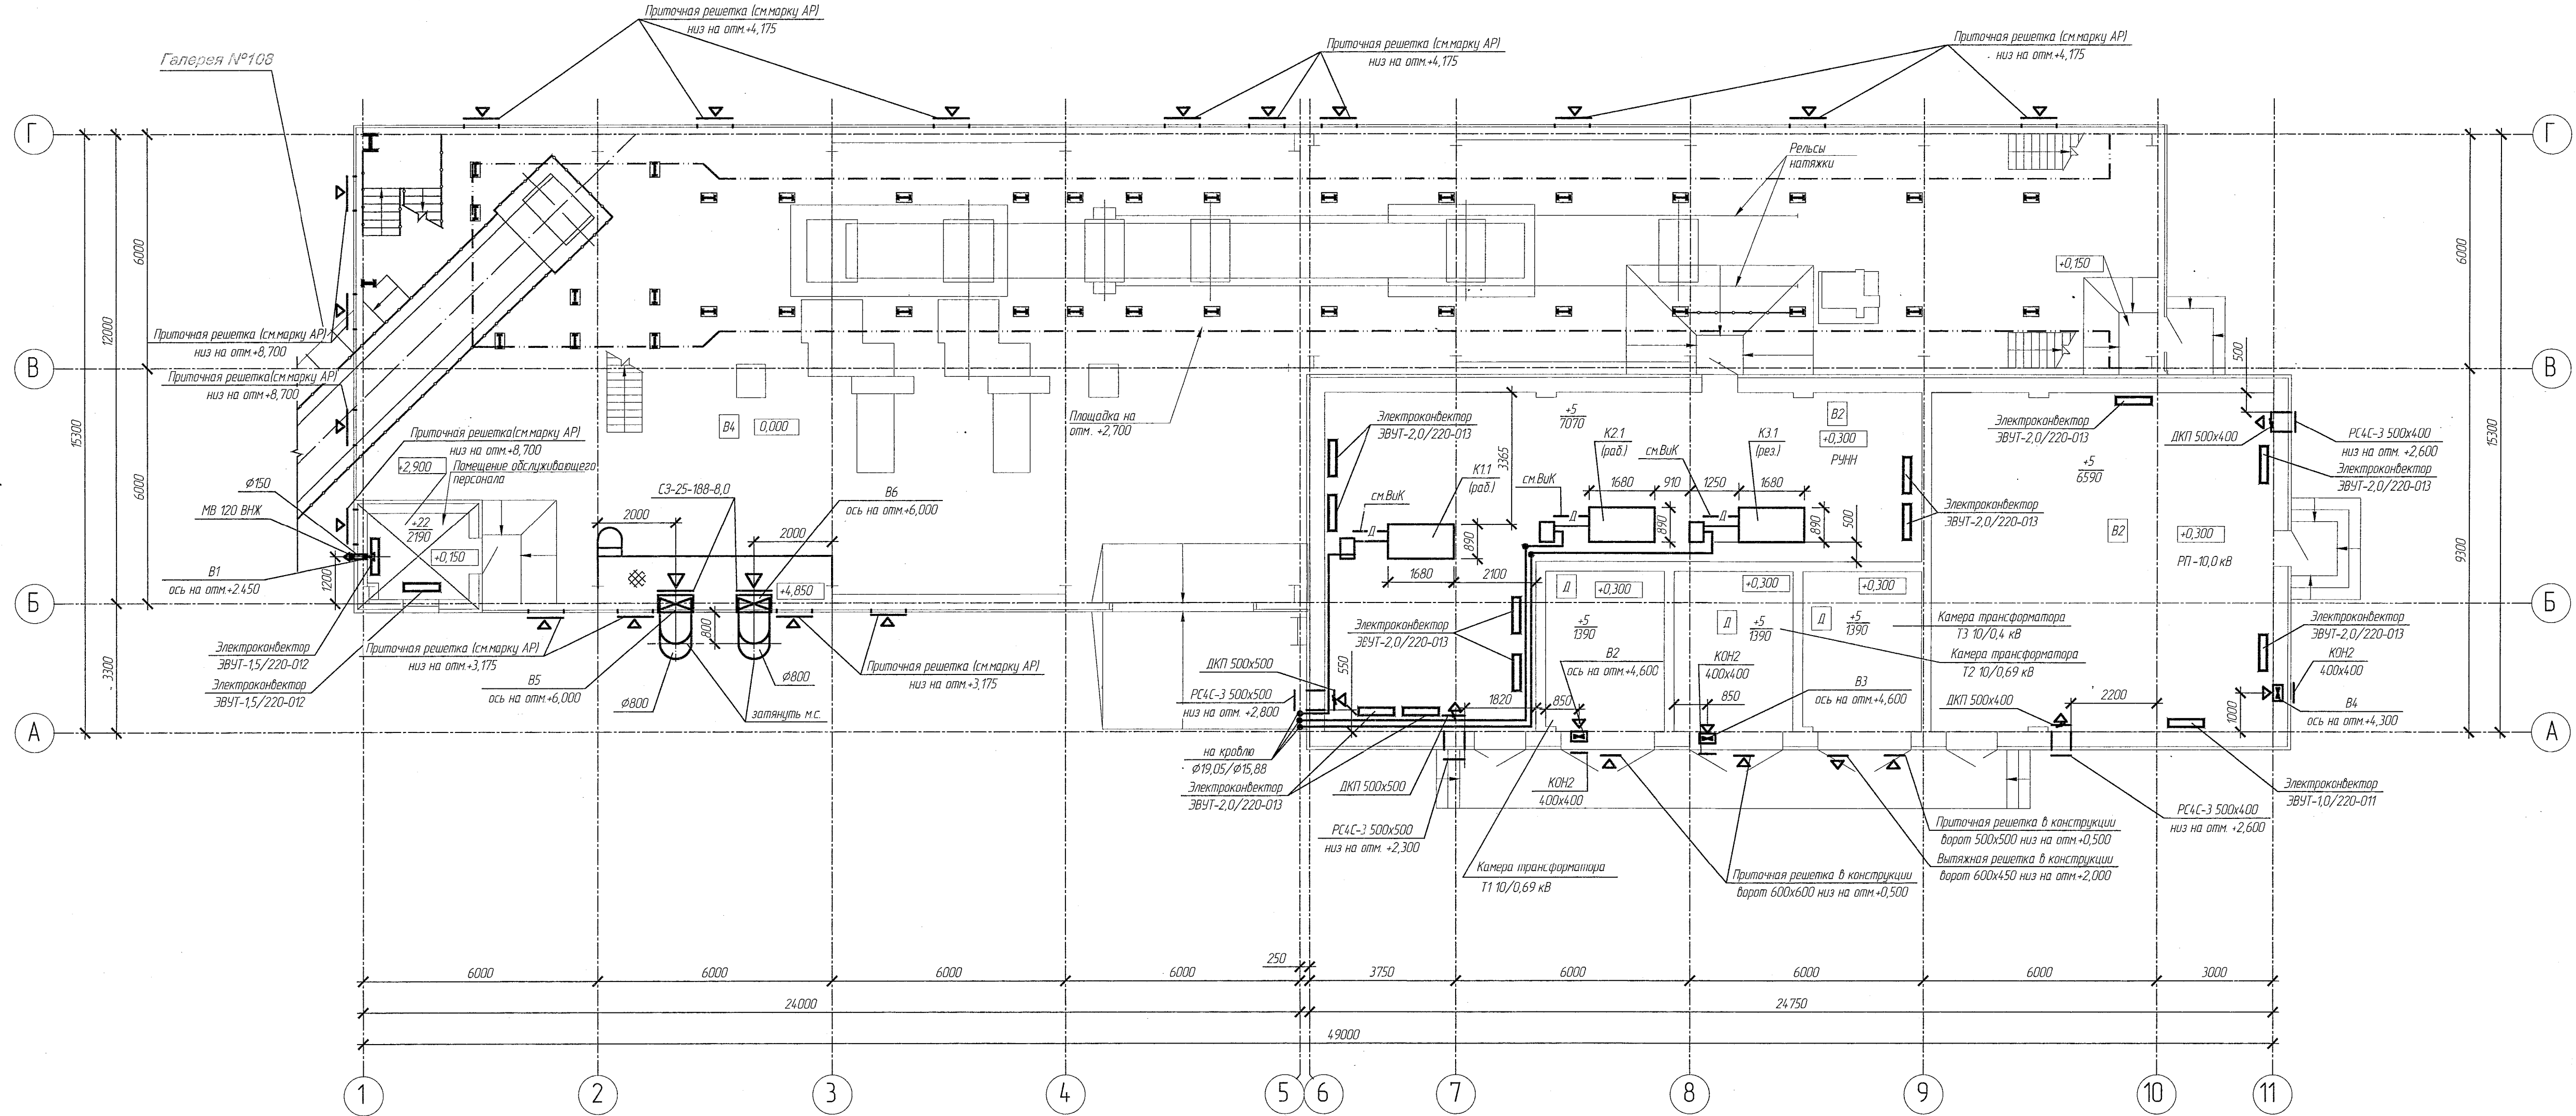 Приточная решетка (см.марку АР)
низ на отм.+4,175
Приточная решетка (см.марку АР)
низ на отм.+4,175
Приточная решетка (см.марку АР)
низ на отм.+4,175
Галерея №108
Г
Г
Рельсы
натяжки
6000
6000
12000
+0,150
Приточная решетка (см.марку АР)
низ на отм.+8,700
500
В
В
Приточная решетка(см.марку АР)
низ на отм.+8,700
Площадка на
отм. +2,700
15300
15300
В4
0,000
Электроконвектор
ЭВУТ-2,0/220-013
+5
7070
В2
+0,300
РУНН
К2.1
(раб.)
К3.1
(рез.)
Электроконвектор
ЭВУТ-2,0/220-013
ДКП 500х400
РС4С-3 500х400
низ на отм. +2,600
Приточная решетка(см.марку АР)
низ на отм.+8,700
+2,900
Помещение обслуживающего
персонала
3365
К1.1
(раб.)
см.ВиК
см.ВиК
см.ВиК
+5
6590
Электроконвектор
ЭВУТ-2,0/220-013
Ø150
МВ 120 ВНЖ
6000
СЗ-25-188-8,0
В6
ось на отм.+6,000
2000
2000
1680
910
1250
1680
Электроконвектор
ЭВУТ-2,0/220-013
+22
2190
+0,150
Д
Д
Д
890
890
890
500
В2
+0,300
РП-10,0 кВ
9300
В1
ось на отм.+2.450
1200
1680
2100
+4,850
Д
+0,300
+0,300
+0,300
Б
Б
800
+5
1390
Д
+5
1390
Д
+5
1390
Камера трансформатора
Т3 10/0,4 кВ
Электроконвектор
ЭВУТ-2,0/220-013
Электроконвектор
ЭВУТ-1,5/220-012
Приточная решетка (см.марку АР)
низ на отм.+3,175
Приточная решетка (см.марку АР)
низ на отм.+3,175
Электроконвектор
ЭВУТ-2,0/220-013
3300
Электроконвектор
ЭВУТ-1,5/220-012
В5
ось на отм.+6,000
Ø800
Ø800
затянуть м.с.
ДКП 500х500
550
РС4С-3 500х500
низ на отм. +2,800
В2
ось на отм.+4,600
КОН2
400х400
Камера трансформатора
Т2 10/0,69 кВ
КОН2
400х400
В3
ось на отм.+4,600
1820
850
850
ДКП 500х400
2200
1000
В4
ось на отм.+4,300
А
А
на кровлю
Ø19,05/Ø15,88
Электроконвектор
ЭВУТ-2,0/220-013
ДКП 500х500
КОН2
400х400
Электроконвектор
ЭВУТ-1,0/220-011
РС4С-3 500х400
низ на отм. +2,600
РС4С-3 500х500
низ на отм. +2,300
Приточная решетка в конструкции
ворот 500х500 низ на отм.+0,500
Вытяжная решетка в конструкции
ворот 600х450 низ на отм.+2,000
Камера трансформатора
Т1 10/0,69 кВ
Приточная решетка в конструкции
ворот 600х600 низ на отм.+0,500
6000
6000
6000
6000
250
3750
6000
6000
6000
3000
24000
24750
49000
1
2
3
4
5
6
7
8
9
10
11